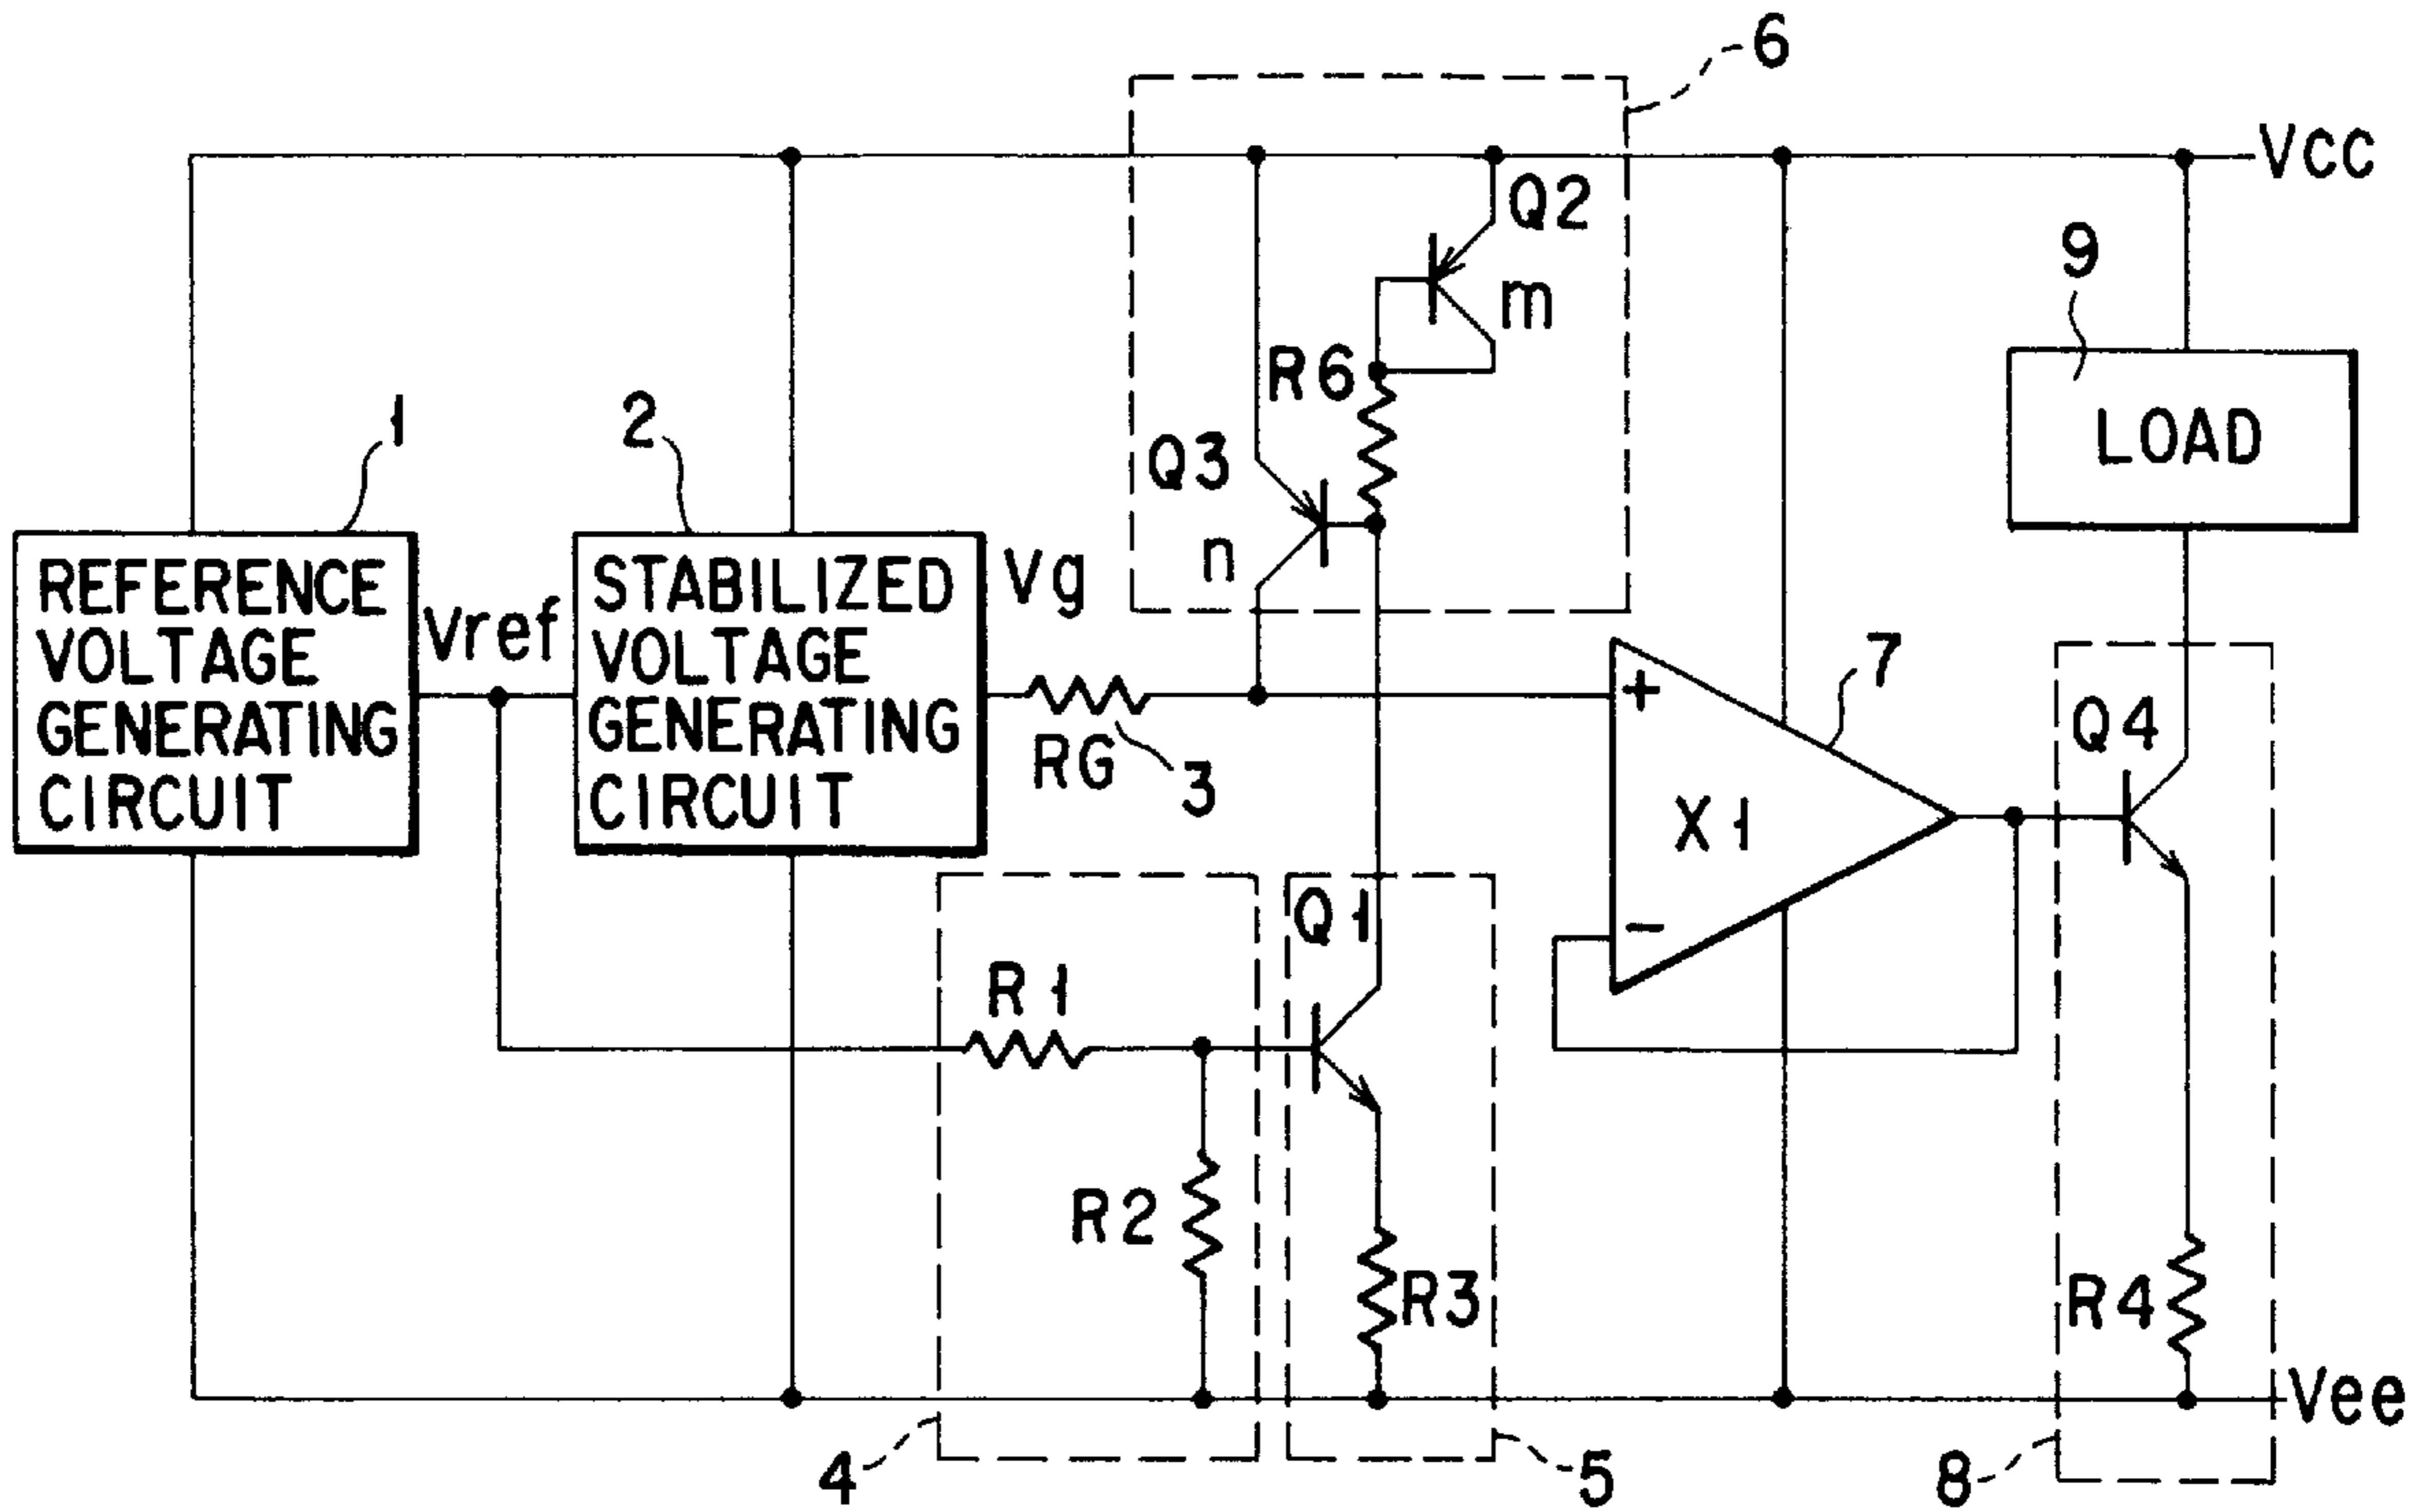 6
Vcc
Q2
m
9
R6
LOAD
Q3
n
1
2
REFERENCE
VOLTAGE
GENERATING
CIRCUIT
Vref
STABILIZED
VOLTAGE
GENERATING
CIRCUIT
Vg
RG
3
+
-
X1
7
Q4
Q1
R1
R2
R3
R4
Vee
4
5
8